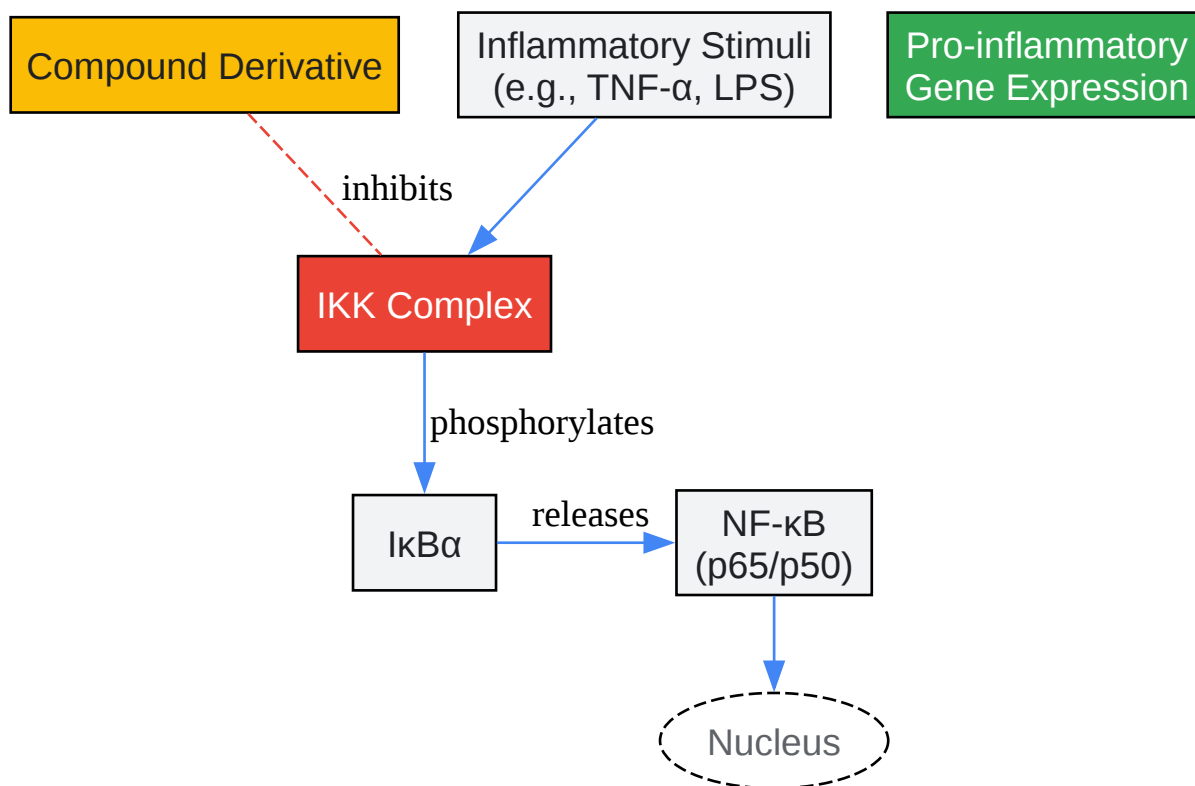 Compound Derivative
Inflammatory Stimuli
(e.g., TNF-α, LPS)
Pro-inflammatory
Gene Expression
inhibits
IKK Complex
phosphorylates
IκBα
releases
NF-κB
(p65/p50)
Nucleus